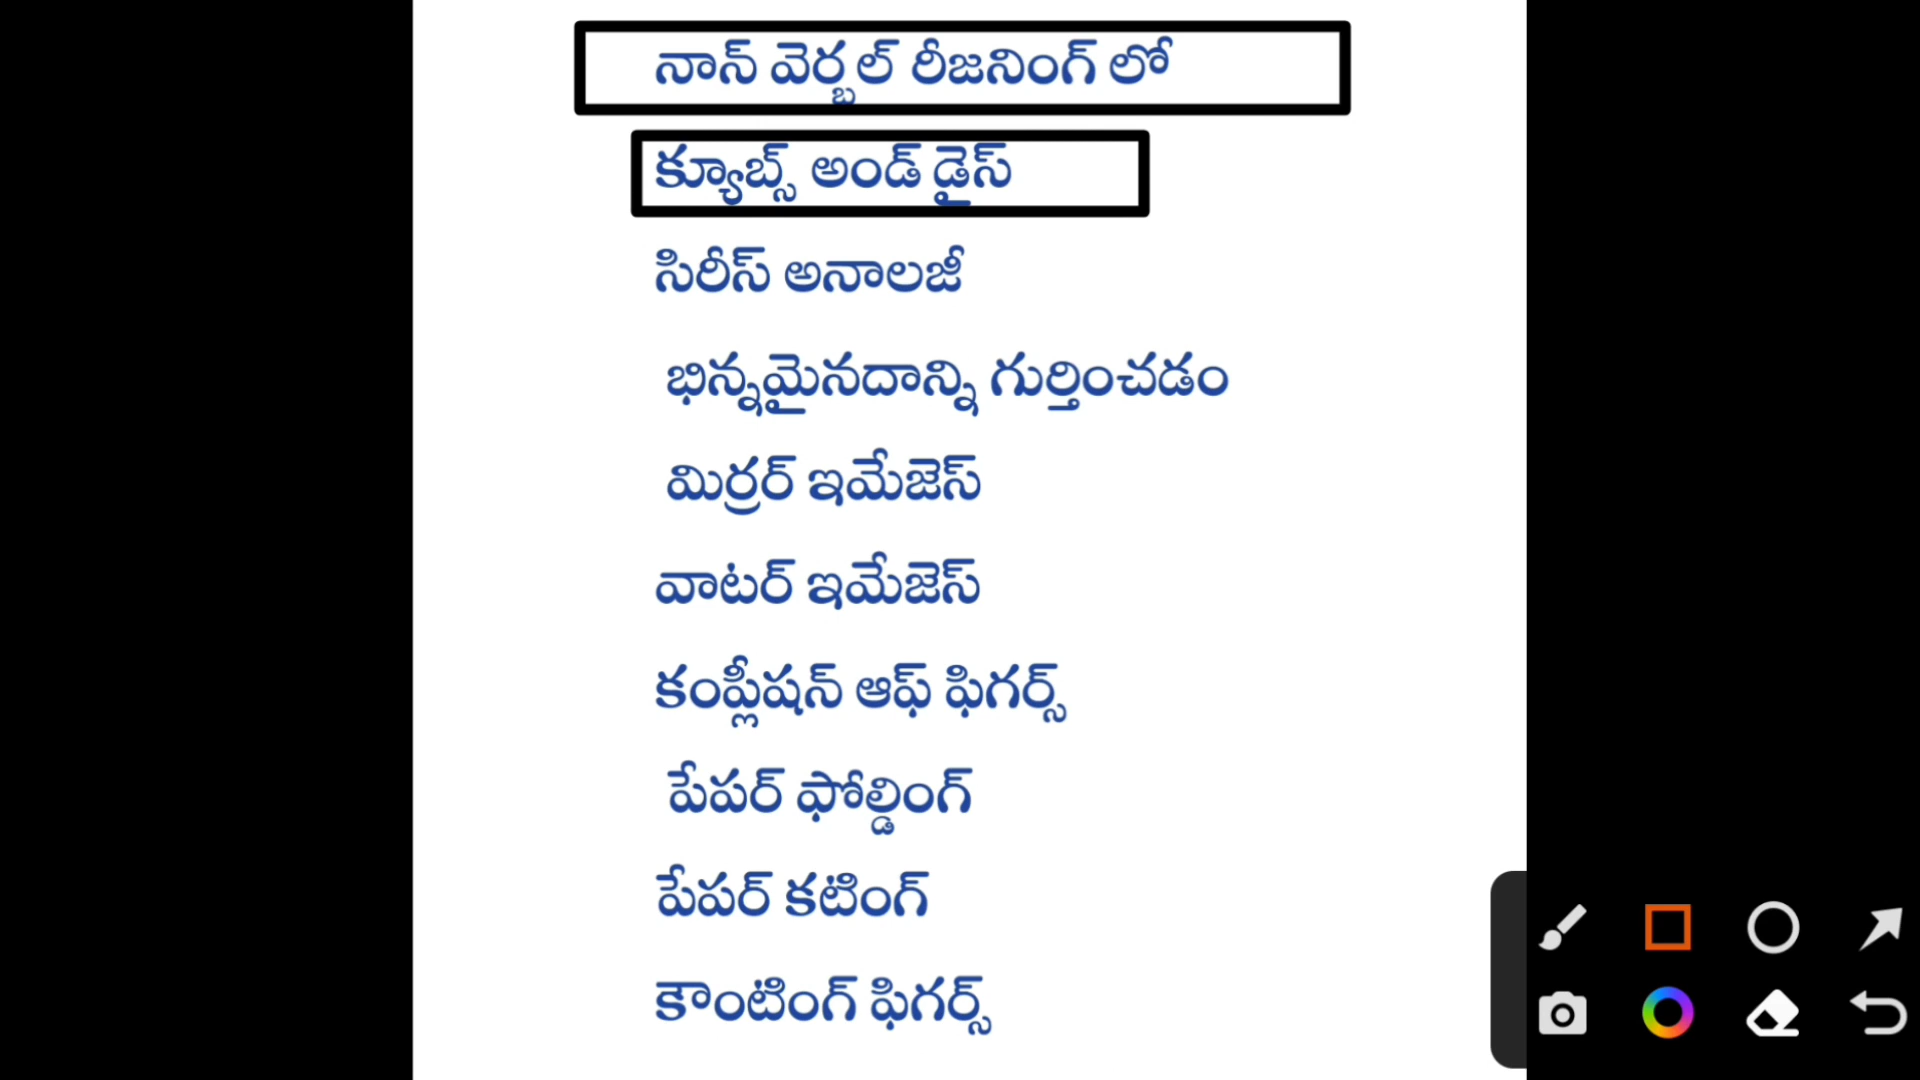 నాన్ వెర్బల్ రీజనింగ్ లో
క్యూబ్స్ అండ్ డైస్
సిరీస్ అనాలజీ
భిన్నమైనదాన్ని గుర్తించడం
మిర్రర్ ఇమేజెస్
వాటర్ ఇమేజెస్
కంప్లీషన్ ఆఫ్ ఫిగర్స్
పేపర్ ఫోల్డింగ్
పేపర్ కటింగ్
కౌంటింగ్ ఫిగర్స్